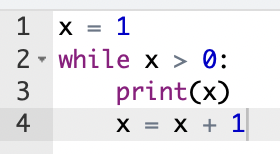 1 x = 1
2 while x > 0:
3     print(x)
4     x = x + 1